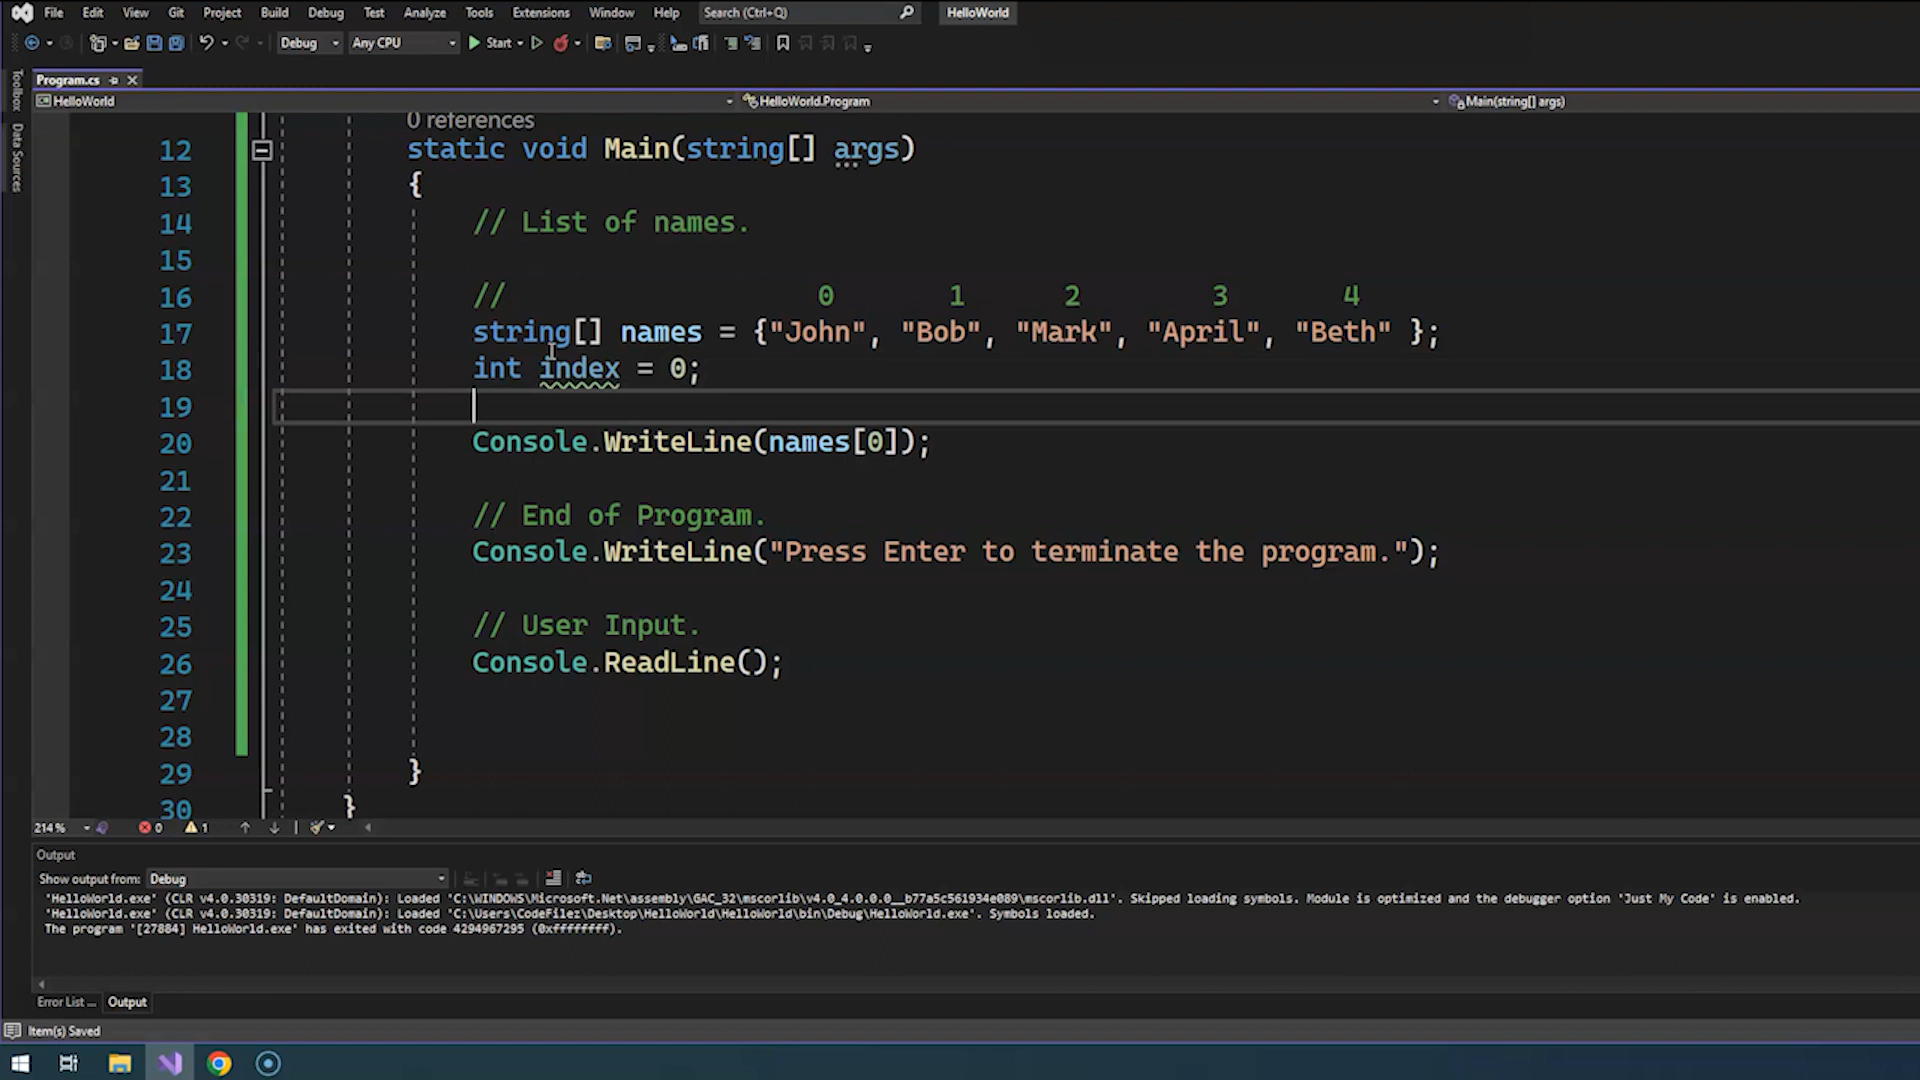 File Edit View Git Project Build Debug Test Analyze Tools Extensions Window Help Search (Ctrl+Q) HelloWorld
Debug Any CPU Start
Toolbox
Data Sources
Program.cs
HelloWorld HelloWorld.Program Main(string[] args)
0 references
12 static void Main(string[] args)
13 {
14 // List of names.
15
16 // 0 1 2 3 4
17 string[] names = {"John", "Bob", "Mark", "April", "Beth" };
18 int index = 0;
19
20 Console.WriteLine(names[0]);
21
22 // End of Program.
23 Console.WriteLine("Press Enter to terminate the program.");
24
25 // User Input.
26 Console.ReadLine();
27
28
29 }
30 }
214 % 0 1
Output
Show output from: Debug
'HelloWorld.exe' (CLR v4.0.30319: DefaultDomain): Loaded 'C:\WINDOWS\Microsoft.Net\assembly\GAC_32\mscorlib\v4.0_4.0.0.0__b77a5c561934e089\mscorlib.dll'. Skipped loading symbols. Module is optimized and the debugger option 'Just My Code' is enabled.
'HelloWorld.exe' (CLR v4.0.30319: DefaultDomain): Loaded 'C:\Users\CodeFilez\Desktop\HelloWorld\HelloWorld\bin\Debug\HelloWorld.exe'. Symbols loaded.
The program '[27884] HelloWorld.exe' has exited with code 4294967295 (0xffffffff).
Error List ... Output
Item(s) Saved